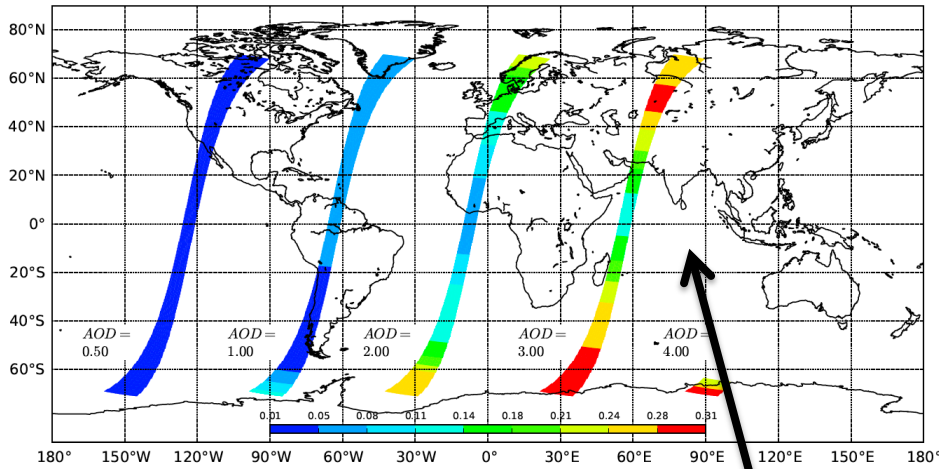 80°N
60°N
40°N
20°N
0°
20°S
40°S
60°S
80°S
AOD = 0.50
AOD = 1.00
AOD = 2.00
AOD = 3.00
AOD = 4.00
0.01 0.05 0.08 0.11 0.14 0.18 0.21 0.24 0.28 0.31
180° 150°W 120°W 90°W 60°W 30°W 0° 30°E 60°E 90°E 120°E 150°E 180°